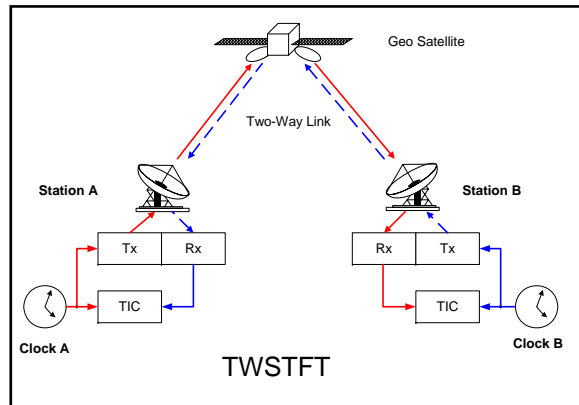 Geo Satellite
Two-Way Link
Station A
Station B
Tx Rx
Rx Tx
TIC
TIC
Clock A
Clock B
TWSTFT